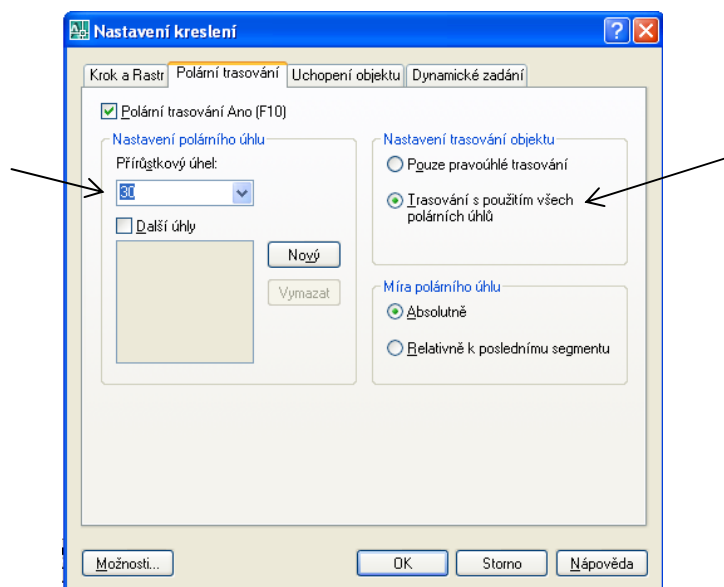 Nastavení kreslení
Krok a Rastr
Polární trasování
Uchopení objektu
Dynamické zadání
Polární trasování Ano (F10)
Nastavení polárního úhlu
Přírůstkový úhel:
30
Další úhly
Nový
Vymazat
Nastavení trasování objektu
Pouze pravoúhlé trasování
Trasování s použitím všech
polárních úhlů
Míra polárního úhlu
Absolutně
Relativně k poslednímu segmentu
Možnosti...
OK
Storno
Nápověda